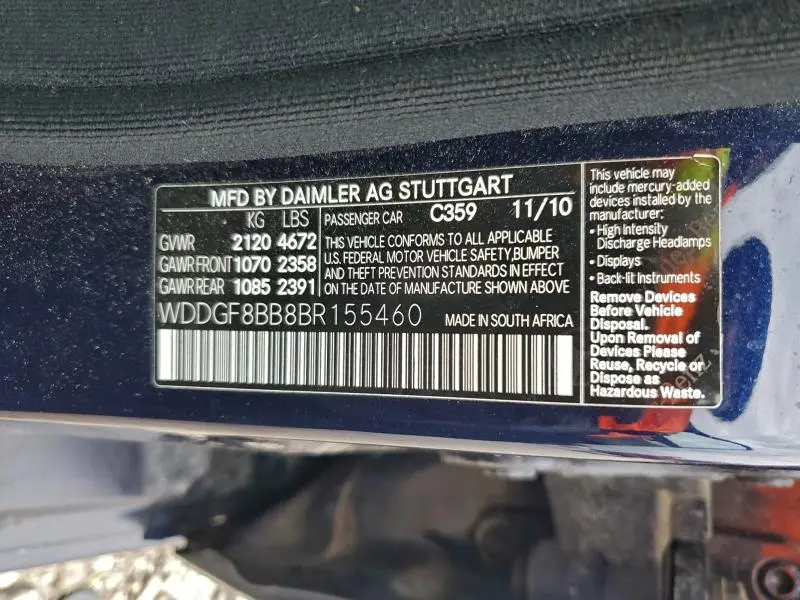 MFD BY DAIMLER AG STUTTGART
KG LBS
GVWR 2120 4672
GAWR FRONT 1070 2358
GAWR REAR 1085 2391
PASSENGER CAR C359 11/10
THIS VEHICLE CONFORMS TO ALL APPLICABLE
U.S. FEDERAL MOTOR VEHICLE SAFETY,BUMPER
AND THEFT PREVENTION STANDARDS IN EFFECT
ON THE DATE OF MANUFACTURE SHOWN ABOVE
WDDGF8BB8BR155460 MADE IN SOUTH AFRICA
This vehicle may
include mercury-added
devices installed by the
manufacturer:
• High Intensity
Discharge Headlamps
• Displays
• Back-lit Instruments
Remove Devices
Before Vehicle
Disposal.
Upon Removal of
Devices Please
Reuse, Recycle or
Dispose as
Hazardous Waste.